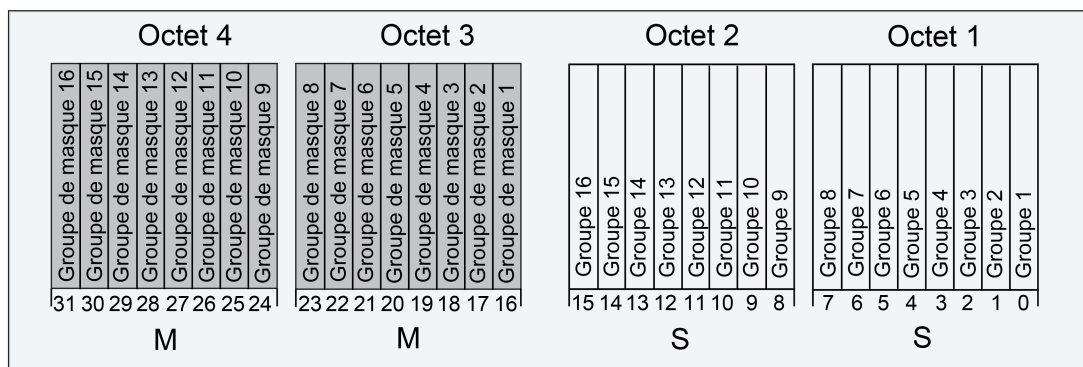 Octet 4 Octet 3 Octet 2 Octet 1
Groupe de masque 16
Groupe de masque 15
Groupe de masque 14
Groupe de masque 13
Groupe de masque 12
Groupe de masque 11
Groupe de masque 10
Groupe de masque 9
Groupe de masque 8
Groupe de masque 7
Groupe de masque 6
Groupe de masque 5
Groupe de masque 4
Groupe de masque 3
Groupe de masque 2
Groupe de masque 1
Groupe 16
Groupe 15
Groupe 14
Groupe 13
Groupe 12
Groupe 11
Groupe 10
Groupe 9
Groupe 8
Groupe 7
Groupe 6
Groupe 5
Groupe 4
Groupe 3
Groupe 2
Groupe 1
31 30 29 28 27 26 25 24 23 22 21 20 19 18 17 16 15 14 13 12 11 10 9 8 7 6 5 4 3 2 1 0
M M S S